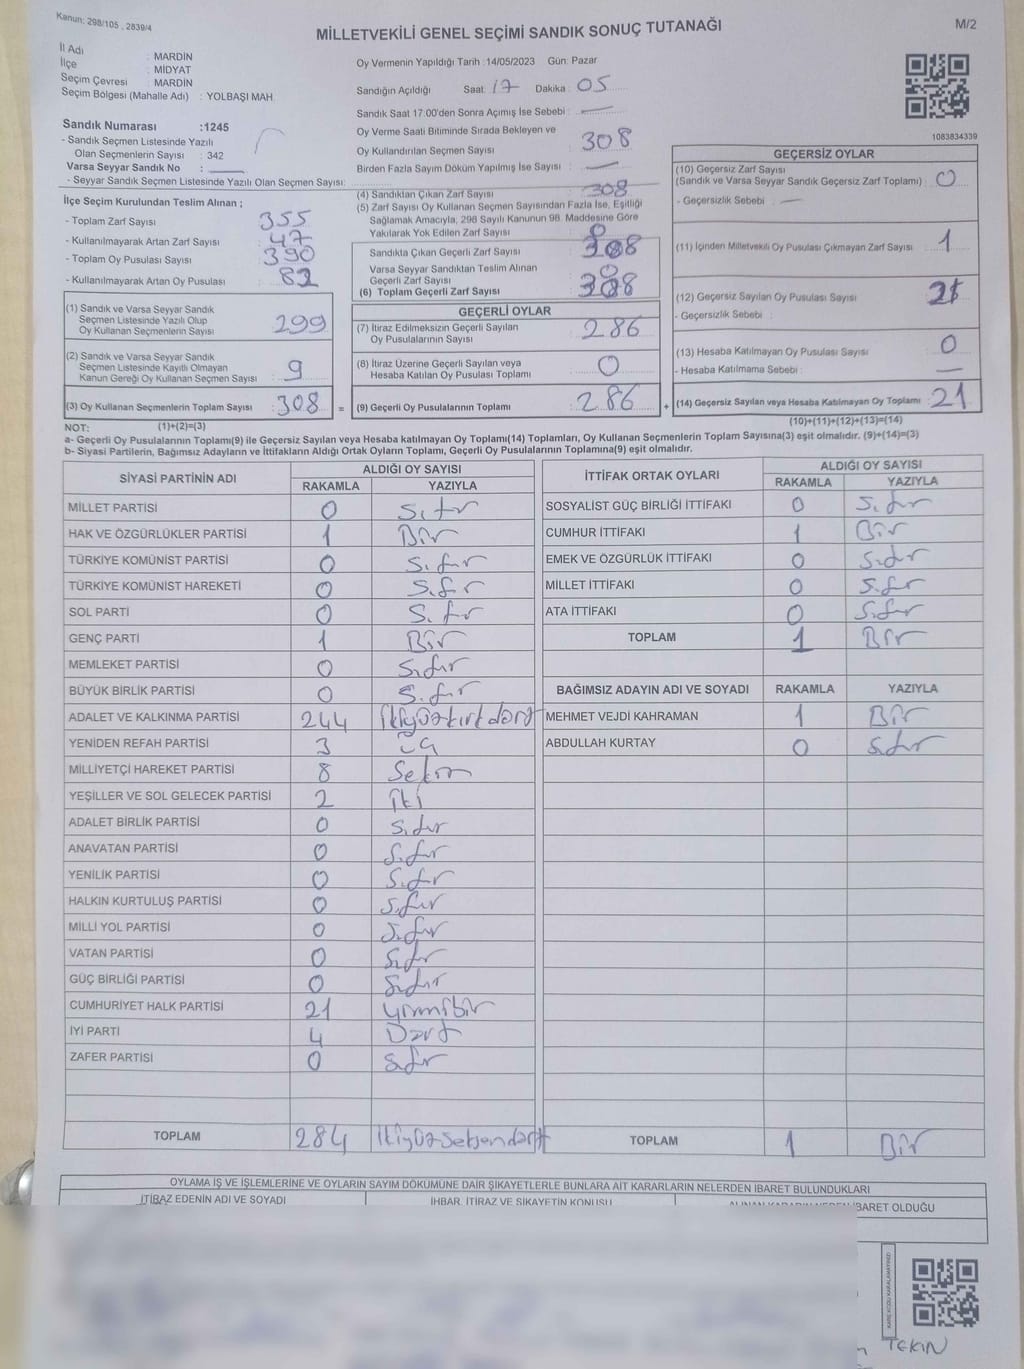 Kanun: 298/105 , 2839/4
MİLLETVEKİLİ GENEL SEÇİMİ SANDIK SONUÇ TUTANAĞI
M/2
İl Adı : MARDİN
İlçe : MİDYAT
Seçim Çevresi : MARDİN
Seçim Bölgesi (Mahalle Adı) : YOLBAŞI MAH.
Sandık Numarası :1245
- Sandık Seçmen Listesinde Yazılı
Olan Seçmenlerin Sayısı : 342
Varsa Seyyar Sandık No :
- Seyyar Sandık Seçmen Listesinde Yazılı Olan Seçmen Sayısı:
Oy Vermenin Yapıldığı Tarih :14/05/2023 Gün: Pazar
Sandığın Açıldığı Saat: 17 Dakika : 05
Sandık Saat 17:00'den Sonra Açılmış İse Sebebi : —
Oy Verme Saati Bitiminde Sırada Bekleyen ve
Oy Kullandırılan Seçmen Sayısı : 308
Birden Fazla Sayım Döküm Yapılmış İse Sayısı : —
1083834339
İlçe Seçim Kurulundan Teslim Alınan ;
- Toplam Zarf Sayısı : 355
- Kullanılmayarak Artan Zarf Sayısı : 47
- Toplam Oy Pusulası Sayısı : 390
- Kullanılmayarak Artan Oy Pusulası : 82
(4) Sandıktan Çıkan Zarf Sayısı : 308
(5) Zarf Sayısı Oy Kullanan Seçmen Sayısından Fazla İse, Eşitliği
Sağlamak Amacıyla, 298 Sayılı Kanunun 98. Maddesine Göre
Yakılarak Yok Edilen Zarf Sayısı : 0
Sandıkta Çıkan Geçerli Zarf Sayısı : 308
Varsa Seyyar Sandıktan Teslim Alınan
Geçerli Zarf Sayısı : 0
(6) Toplam Geçerli Zarf Sayısı : 308
GEÇERSİZ OYLAR
(10) Geçersiz Zarf Sayısı
(Sandık ve Varsa Seyyar Sandık Geçersiz Zarf Toplamı) : 0
- Geçersizlik Sebebi : —
(11) İçinden Milletvekili Oy Pusulası Çıkmayan Zarf Sayısı : 1
(12) Geçersiz Sayılan Oy Pusulası Sayısı :
- Geçersizlik Sebebi :
(13) Hesaba Katılmayan Oy Pusulası Sayısı : 0
- Hesaba Katılmama Sebebi : —
(14) Geçersiz Sayılan veya Hesaba Katılmayan Oy Toplamı : 21
(10)+(11)+(12)+(13)=(14)
(1) Sandık ve Varsa Seyyar Sandık
Seçmen Listesinde Yazılı Olup
Oy Kullanan Seçmenlerin Sayısı : 299
(2) Sandık ve Varsa Seyyar Sandık
Seçmen Listesinde Kayıtlı Olmayan
Kanun Gereği Oy Kullanan Seçmen Sayısı : 9
(3) Oy Kullanan Seçmenlerin Toplam Sayısı : 308 =
(1)+(2)=(3)
GEÇERLİ OYLAR
(7) İtiraz Edilmeksizin Geçerli Sayılan
Oy Pusulalarının Sayısı : 286
(8) İtiraz Üzerine Geçerli Sayılan veya
Hesaba Katılan Oy Pusulası Toplamı : 0
(9) Geçerli Oy Pusulalarının Toplamı : 286 +
NOT:
a- Geçerli Oy Pusulalarının Toplamı(9) ile Geçersiz Sayılan veya Hesaba katılmayan Oy Toplamı(14) Toplamları, Oy Kullanan Seçmenlerin Toplam Sayısına(3) eşit olmalıdır. (9)+(14)=(3)
b- Siyasi Partilerin, Bağımsız Adayların ve İttifakların Aldığı Ortak Oyların Toplamı, Geçerli Oy Pusulalarının Toplamına(9) eşit olmalıdır.
SİYASİ PARTİNİN ADI ALDIĞI OY SAYISI
RAKAMLA YAZIYLA
MİLLET PARTİSİ 0 Sıfır
HAK VE ÖZGÜRLÜKLER PARTİSİ 1 Bir
TÜRKİYE KOMÜNİST PARTİSİ 0 Sıfır
TÜRKİYE KOMÜNİST HAREKETİ 0 Sıfır
SOL PARTİ 0 Sıfır
GENÇ PARTİ 1 Bir
MEMLEKET PARTİSİ 0 Sıfır
BÜYÜK BİRLİK PARTİSİ 0 Sıfır
ADALET VE KALKINMA PARTİSİ 244 İkiyüzkırkdört
YENİDEN REFAH PARTİSİ 3 Üç
MİLLİYETÇİ HAREKET PARTİSİ 8 Sekiz
YEŞİLLER VE SOL GELECEK PARTİSİ 2 İki
ADALET BİRLİK PARTİSİ 0 Sıfır
ANAVATAN PARTİSİ 0 Sıfır
YENİLİK PARTİSİ 0 Sıfır
HALKIN KURTULUŞ PARTİSİ 0 Sıfır
MİLLİ YOL PARTİSİ 0 Sıfır
VATAN PARTİSİ 0 Sıfır
GÜÇ BİRLİĞİ PARTİSİ 0 Sıfır
CUMHURİYET HALK PARTİSİ 21 Yirmibir
İYİ PARTİ 4 Dört
ZAFER PARTİSİ 0 Sıfır
TOPLAM 284 İkiyüzseksendört
İTTİFAK ORTAK OYLARI ALDIĞI OY SAYISI
RAKAMLA YAZIYLA
SOSYALİST GÜÇ BİRLİĞİ İTTİFAKI 0 Sıfır
CUMHUR İTTİFAKI 1 Bir
EMEK VE ÖZGÜRLÜK İTTİFAKI 0 Sıfır
MİLLET İTTİFAKI 0 Sıfır
ATA İTTİFAKI 0 Sıfır
TOPLAM 1 Bir
BAĞIMSIZ ADAYIN ADI VE SOYADI RAKAMLA YAZIYLA
MEHMET VEJDİ KAHRAMAN 1 Bir
ABDULLAH KURTAY 0 Sıfır
TOPLAM 1 Bir
OYLAMA İŞ VE İŞLEMLERİNE VE OYLARIN SAYIM DÖKÜMÜNE DAİR ŞİKAYETLERLE BUNLARA AİT KARARLARIN NELERDEN İBARET BULUNDUKLARI
İTİRAZ EDENİN ADI VE SOYADI İHBAR, İTİRAZ VE ŞİKAYETİN KONUSU İBARET OLDUĞU
KARE KODU KARALAMAYINIZ!
TEKİN